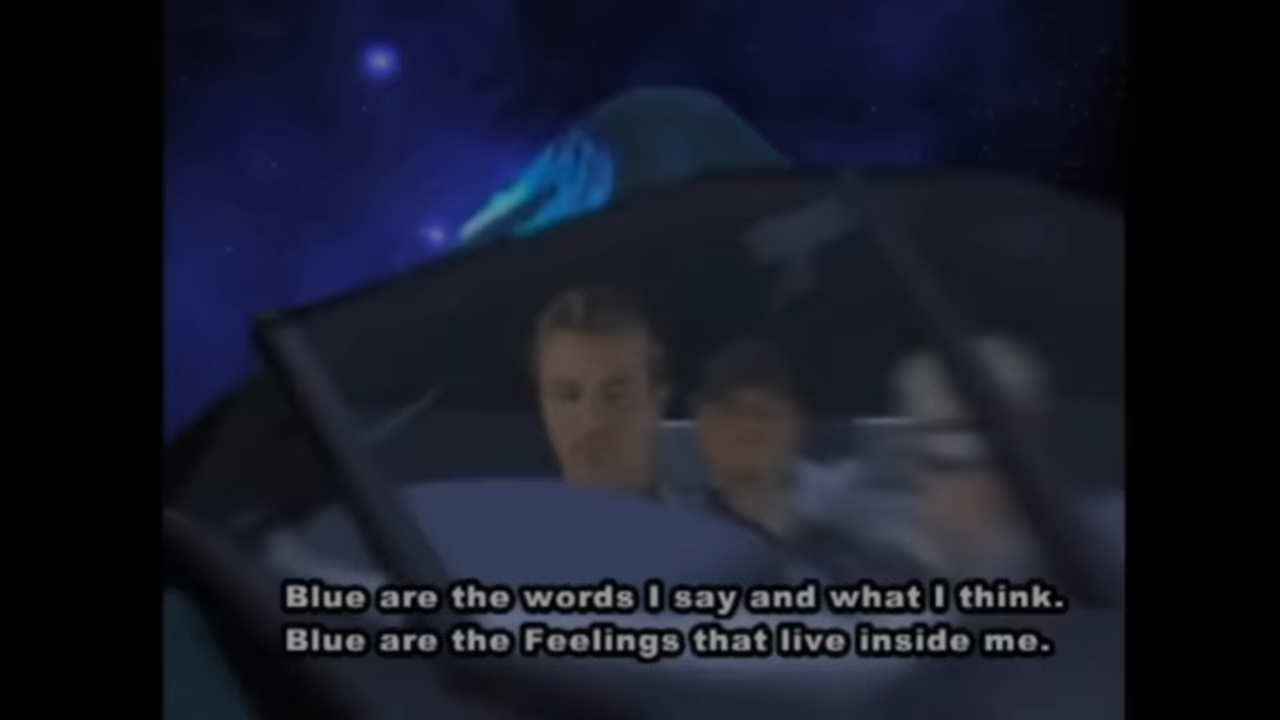 Blue are the words I say and what I think.
Blue are the Feelings that live inside me.